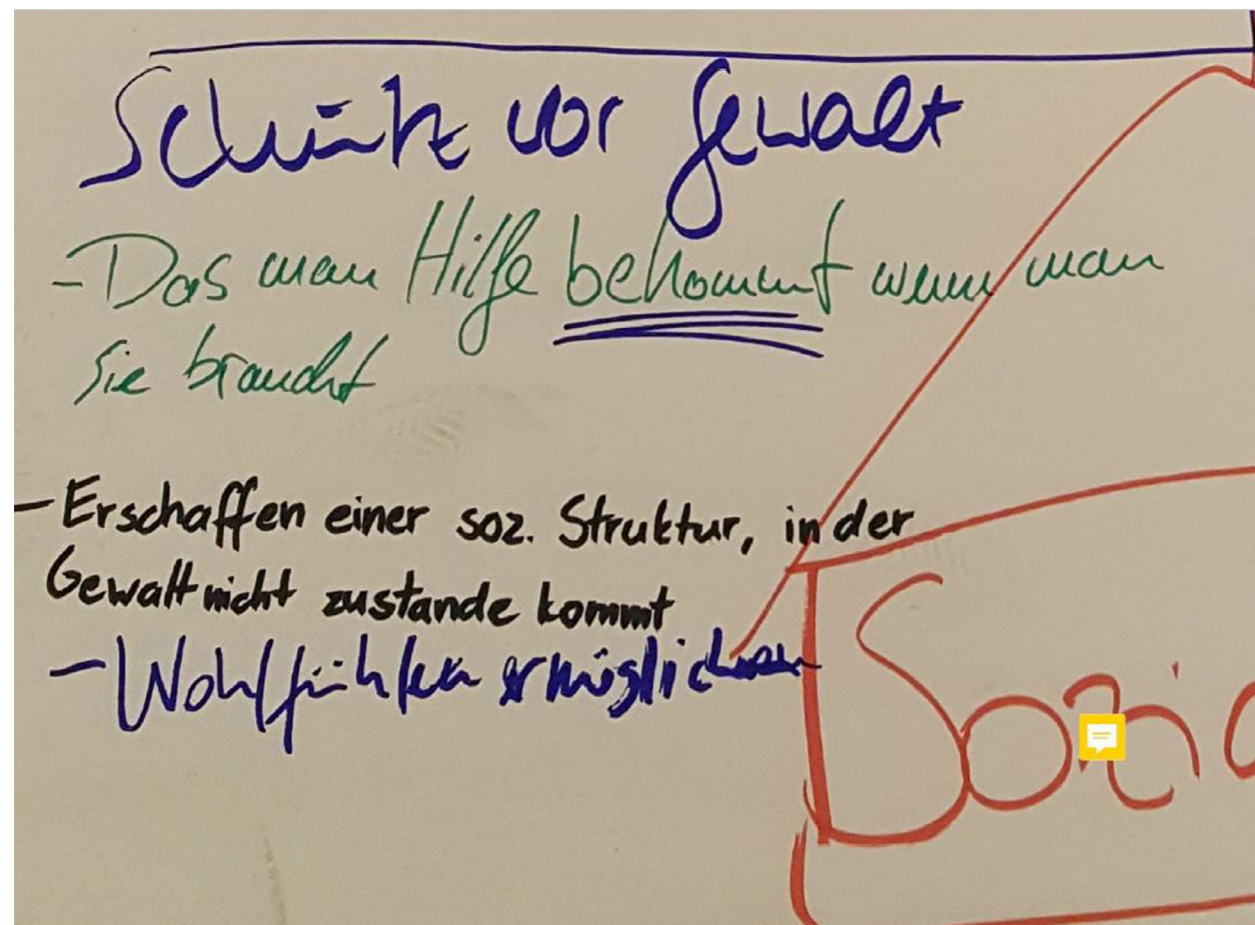 Schutz vor Gewalt
- Das man Hilfe bekommt wenn man
sie braucht
- Erschaffen einer soz. Struktur, in der
Gewalt nicht zustande kommt
- Wohlfühlen ermöglichen
Sozia